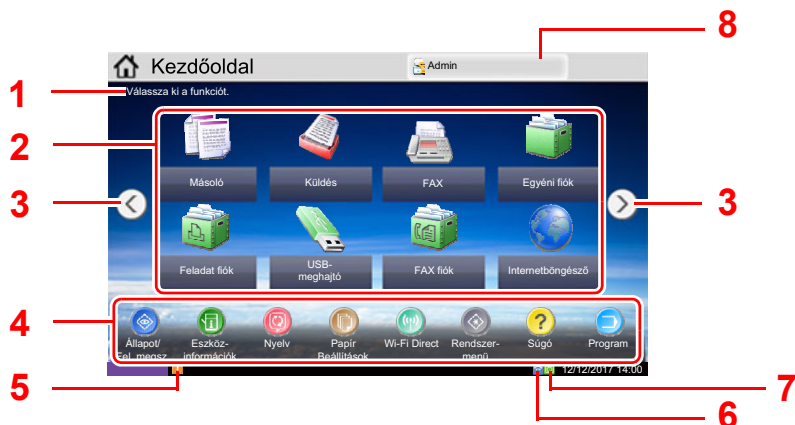 8
Kezdőoldal
Admin
1
Válassza ki a funkciót.
2
Másoló
Küldés
FAX
Egyéni fiók
3
3
Feladat fiók
USB-
meghajtó
FAX fiók
Internetböngésző
4
Állapot/
Fel. megsz.
Eszköz-
információk
Nyelv
Papír
Beállítások
Wi-Fi Direct
Rendszer-
menü
?
Súgó
Program
12/12/2017 14:00
5
6
7